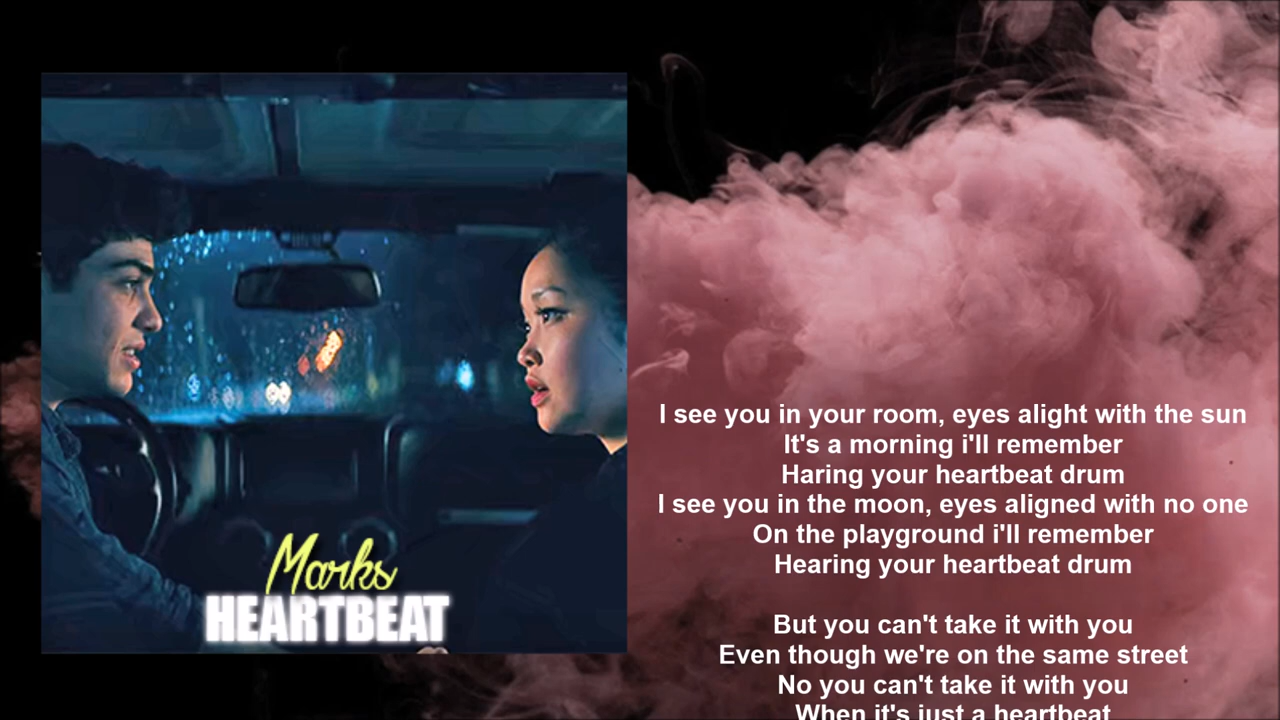 Marks
HEARTBEAT
I see you in your room, eyes alight with the sun
It's a morning i'll remember
Haring your heartbeat drum
I see you in the moon, eyes aligned with no one
On the playground i'll remember
Hearing your heartbeat drum
But you can't take it with you
Even though we're on the same street
No you can't take it with you
When it's just a heartbeat